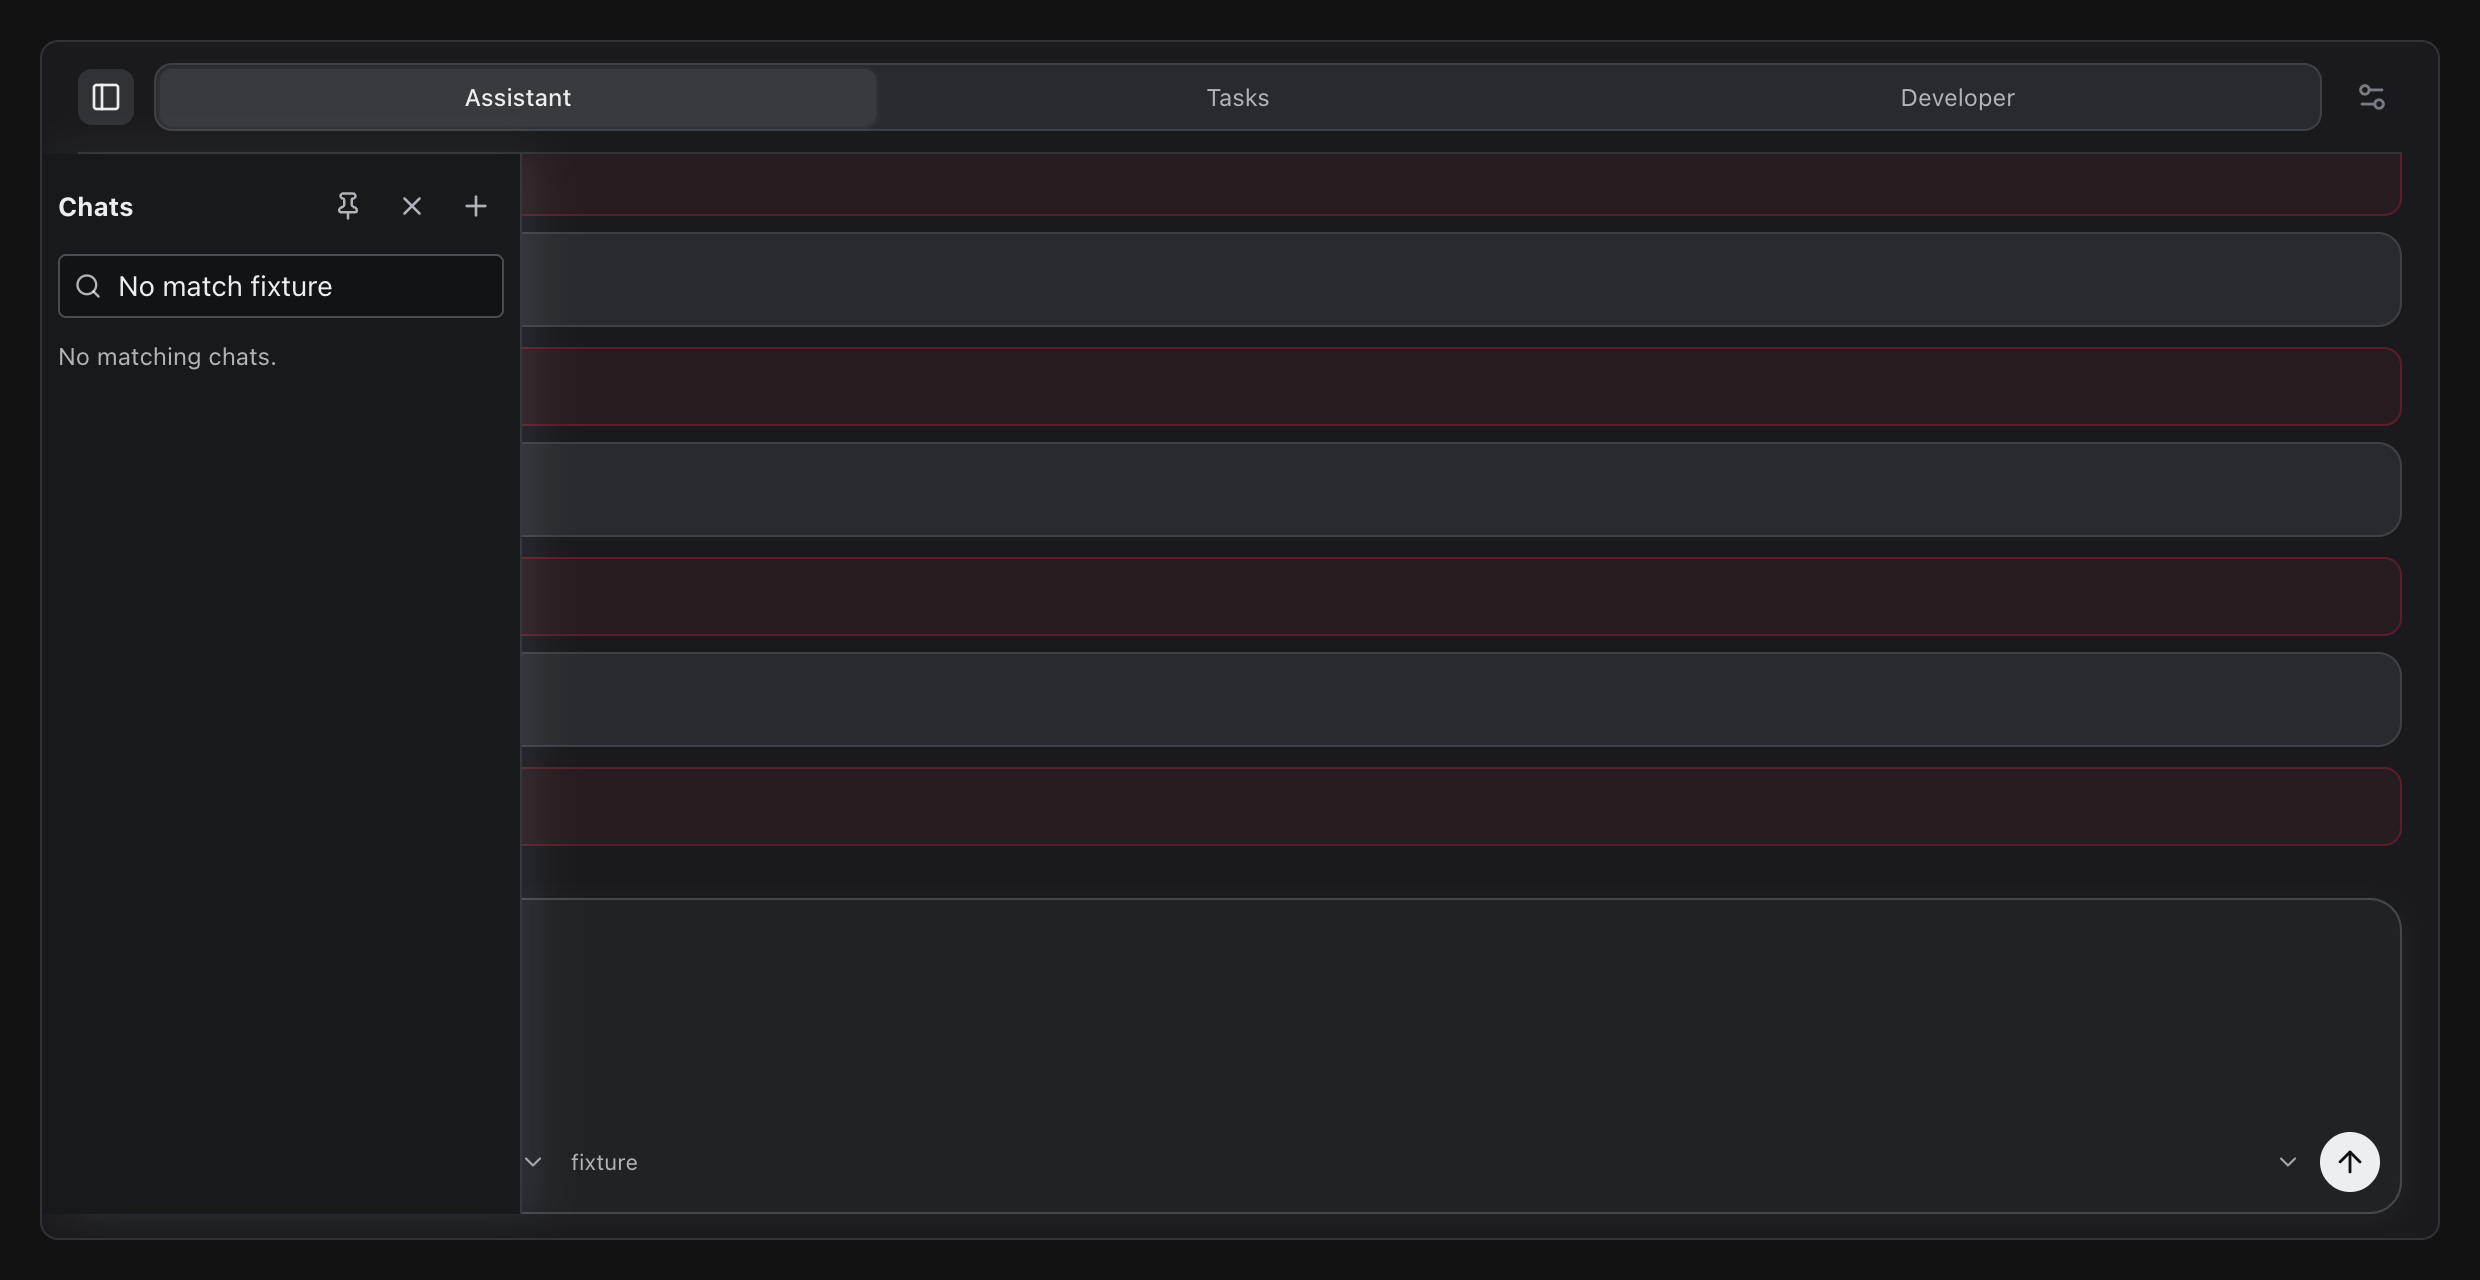 Assistant
Tasks
Developer
Chats
No match fixture
No matching chats.
fixture